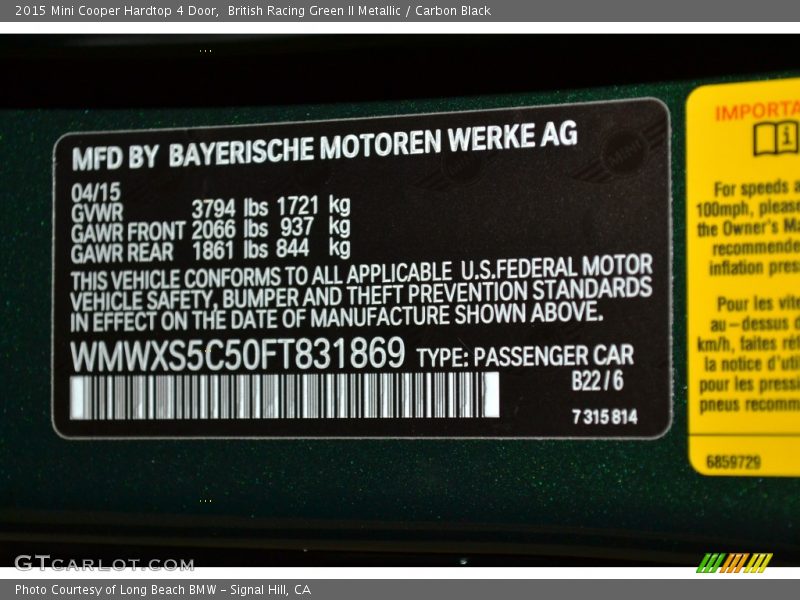 2015 Mini Cooper Hardtop 4 Door,  British Racing Green II Metallic / Carbon Black
MFD BY BAYERISCHE MOTOREN WERKE AG
MINI
04/15
GVWR 3794 lbs 1721 kg
GAWR FRONT 2066 lbs 937 kg
GAWR REAR 1861 lbs 844 kg
THIS VEHICLE CONFORMS TO ALL APPLICABLE U.S.FEDERAL MOTOR
VEHICLE SAFETY, BUMPER AND THEFT PREVENTION STANDARDS
IN EFFECT ON THE DATE OF MANUFACTURE SHOWN ABOVE.
WMWXS5C50FT831869 TYPE: PASSENGER CAR
B22/6
7 315 814
IMPORTA
i
For speeds a
100mph, please
the Owner's Ma
recommende
inflation pres
Pour les vite
au-dessus d
km/h, faites réf
la notice d'uti
pour les pressi
pneus recomm
6859729
GTCARLOT.COM
Photo Courtesy of Long Beach BMW – Signal Hill, CA